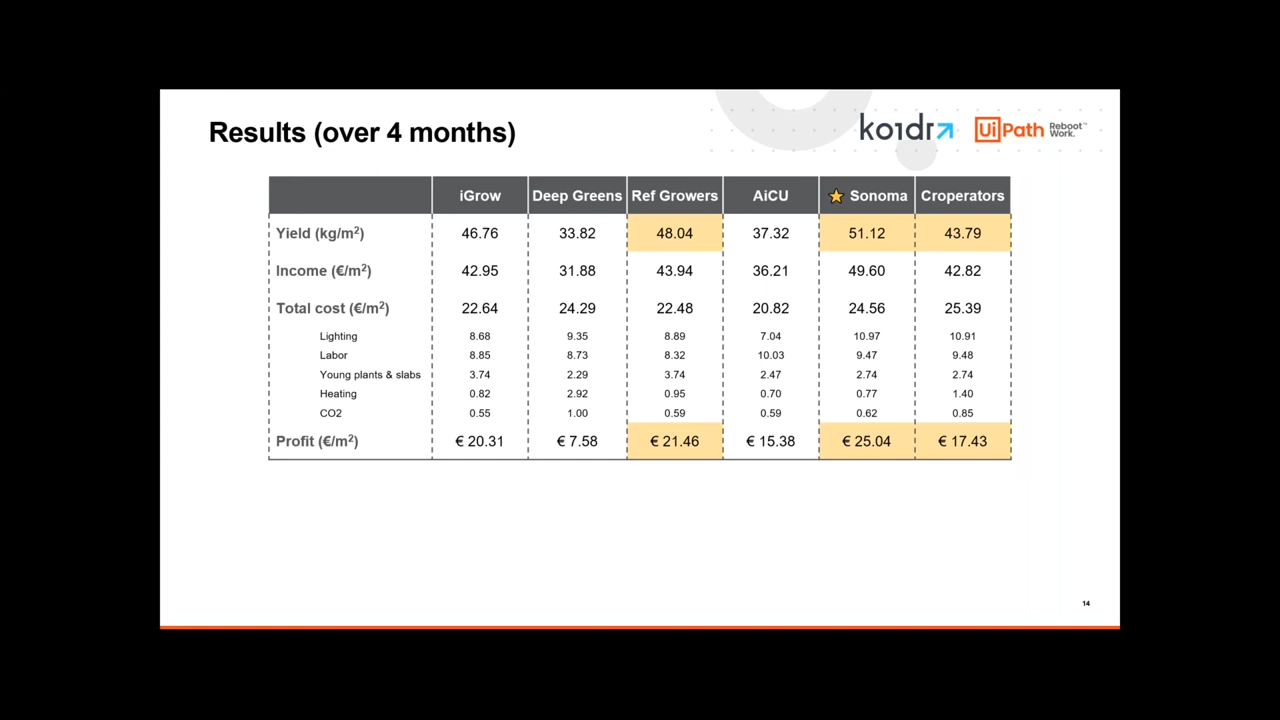 Results (over 4 months)
koidra
UiPath Reboot Work.™
iGrow Deep Greens Ref Growers AiCU Sonoma Croperators
Yield (kg/m²) 46.76 33.82 48.04 37.32 51.12 43.79
Income (€/m²) 42.95 31.88 43.94 36.21 49.60 42.82
Total cost (€/m²) 22.64 24.29 22.48 20.82 24.56 25.39
Lighting 8.68 9.35 8.89 7.04 10.97 10.91
Labor 8.85 8.73 8.32 10.03 9.47 9.48
Young plants & slabs 3.74 2.29 3.74 2.47 2.74 2.74
Heating 0.82 2.92 0.95 0.70 0.77 1.40
CO2 0.55 1.00 0.59 0.59 0.62 0.85
Profit (€/m²) € 20.31 € 7.58 € 21.46 € 15.38 € 25.04 € 17.43
14